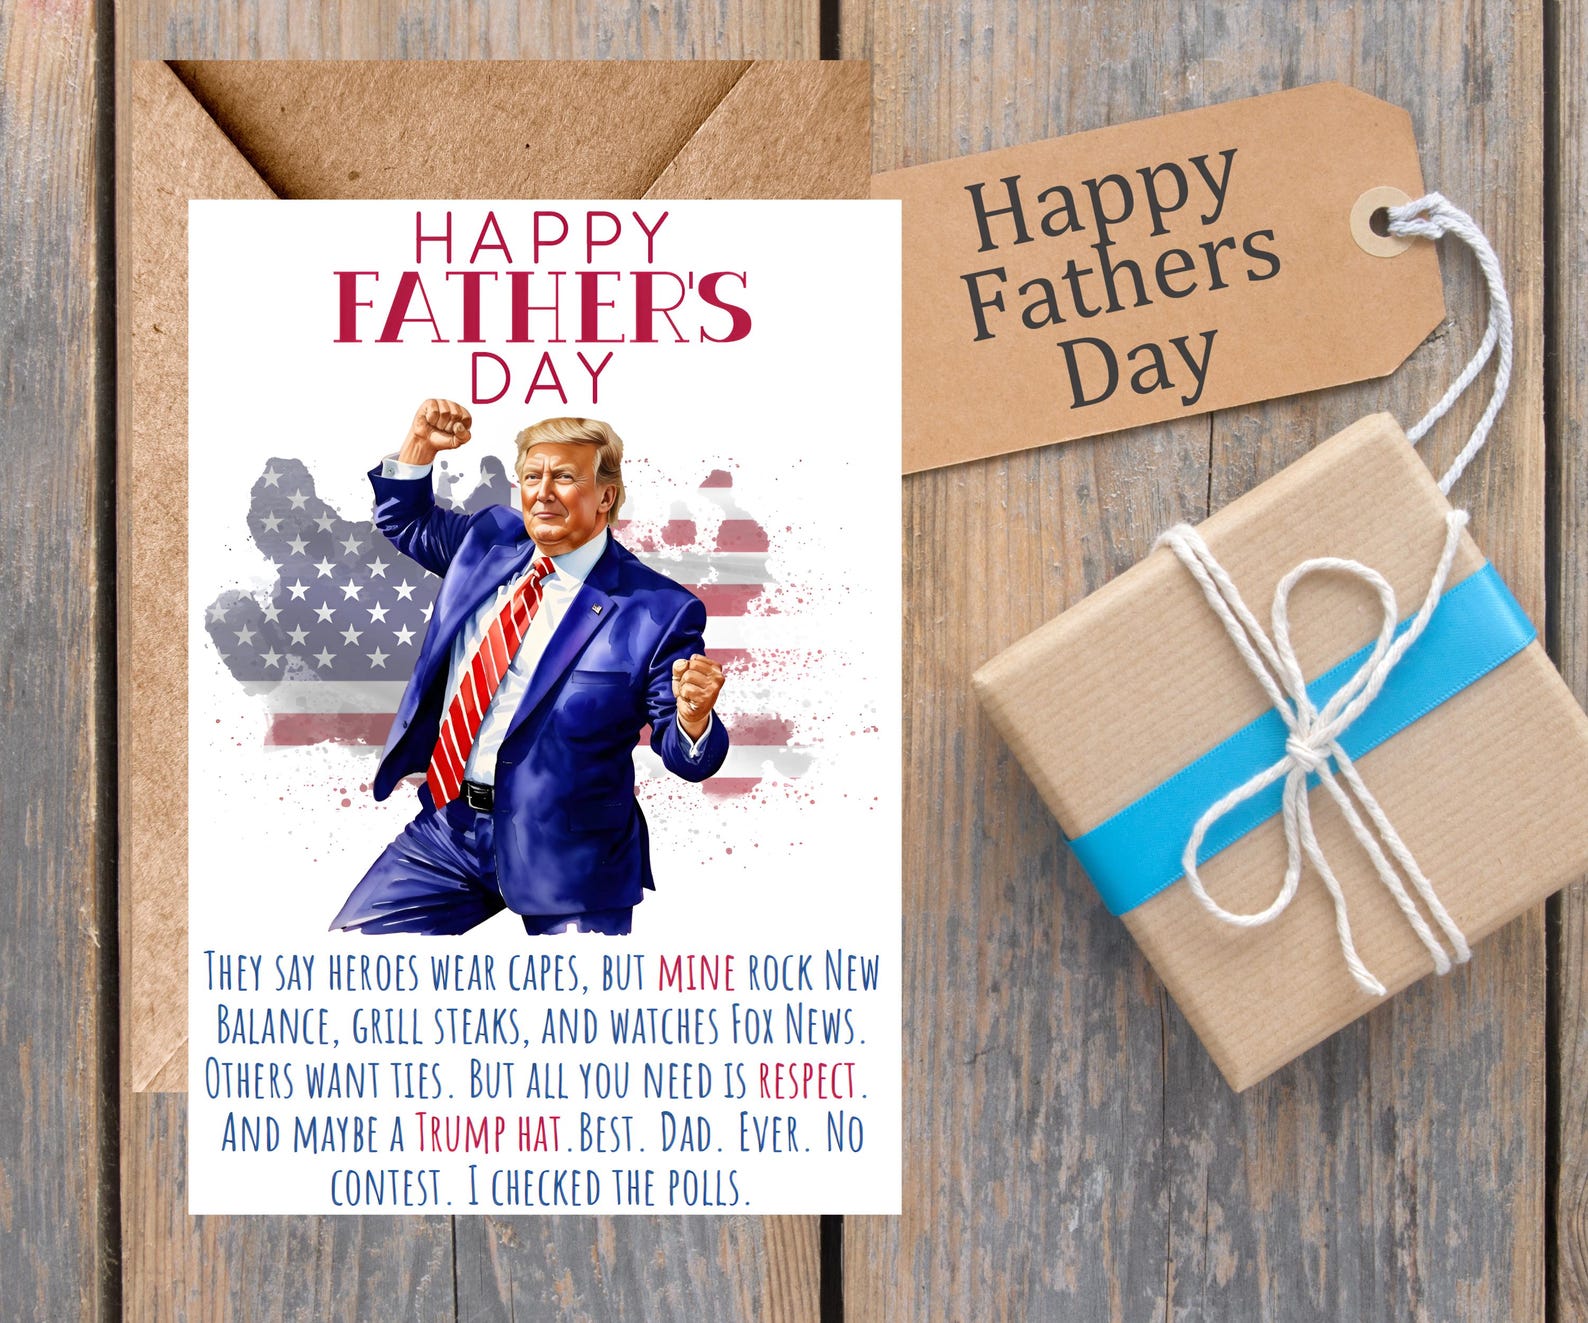 HAPPY
FATHER'S
DAY
They say heroes wear capes, but mine rock New
Balance, grill steaks, and watches Fox News.
Others want ties. But all you need is respect.
And maybe a Trump hat.Best. Dad. Ever. No
contest. I checked the polls.
Happy
Fathers
Day